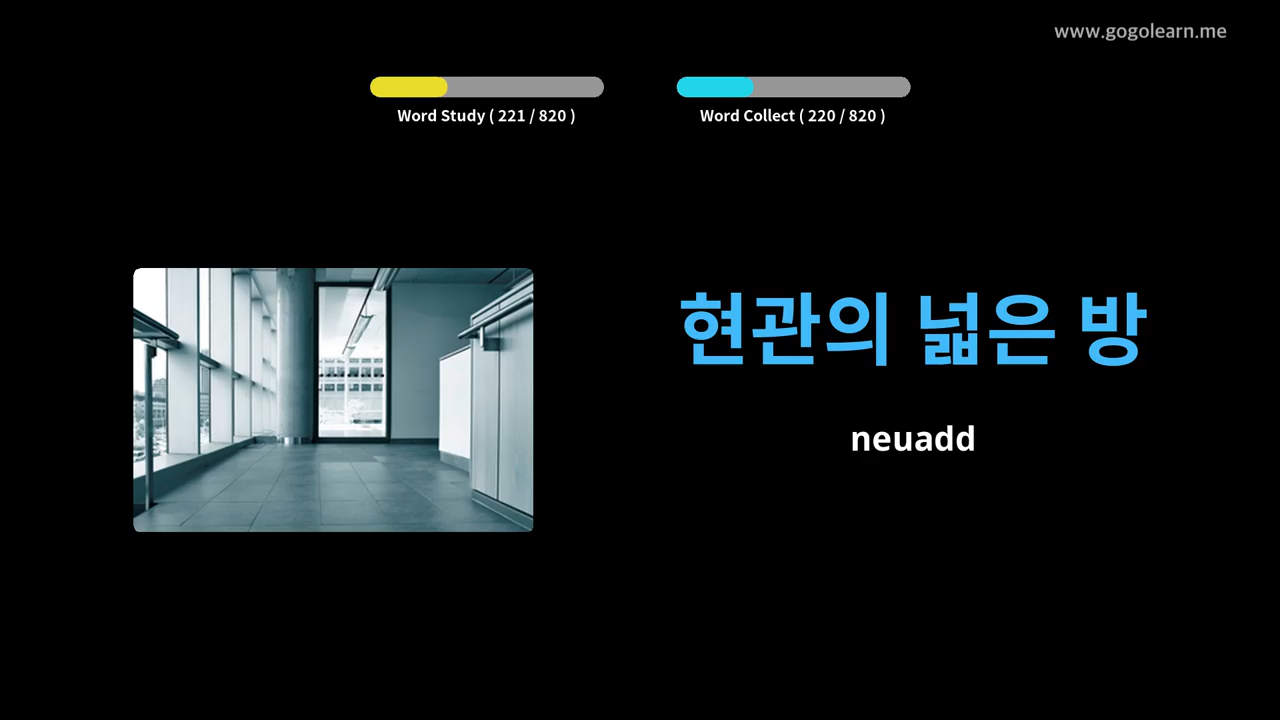 www.gogolearn.me
Word Study ( 221 / 820 )
Word Collect ( 220 / 820 )
현관의 넓은 방
neuadd